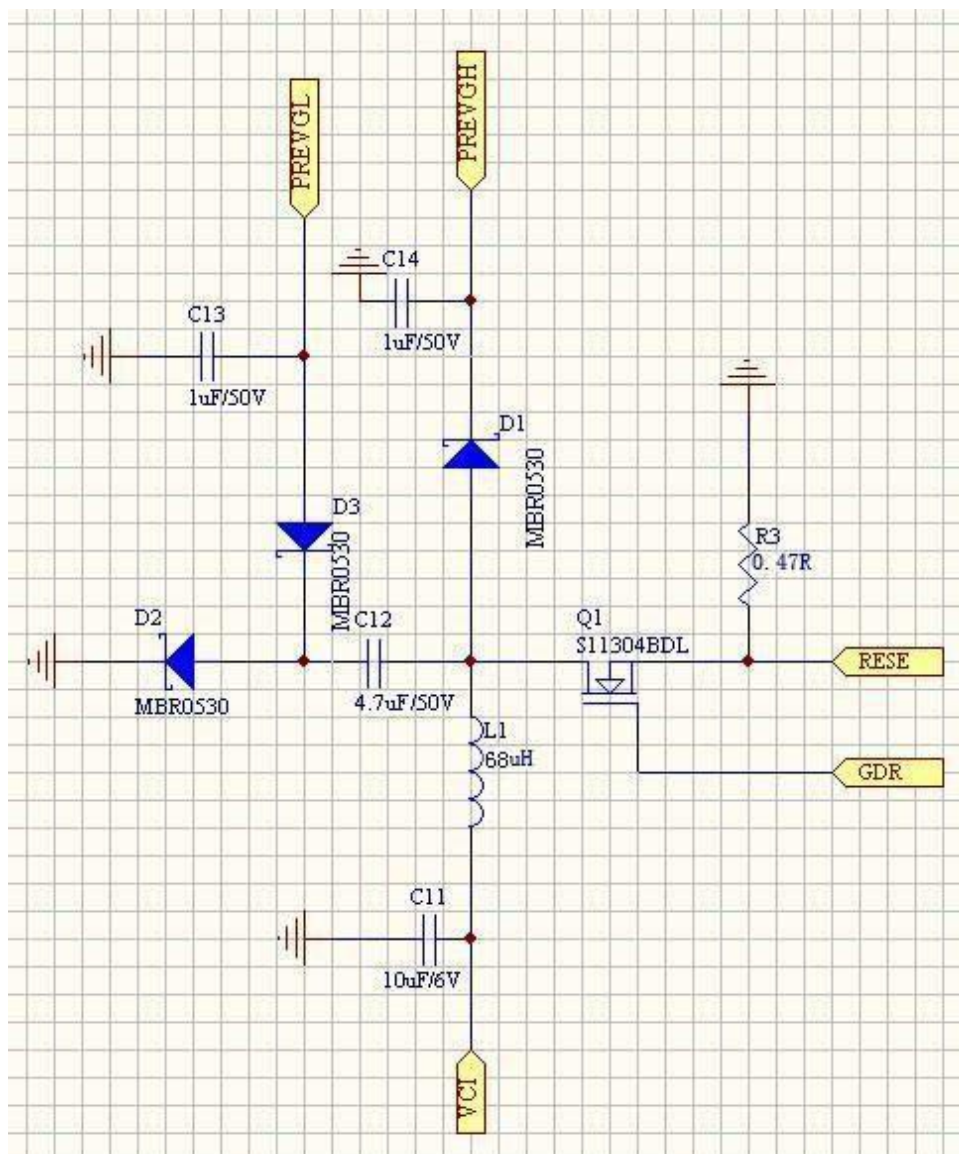 PREVGL
PREVGH
C14
1uF/50V
C13
1uF/50V
D1
MBR0530
D3
MBR0530
R3
0.47R
D2
MBR0530
C12
4.7uF/50V
Q1
S11304BDL
RESE
GDR
L1
68uH
C11
10uF/6V
VCI